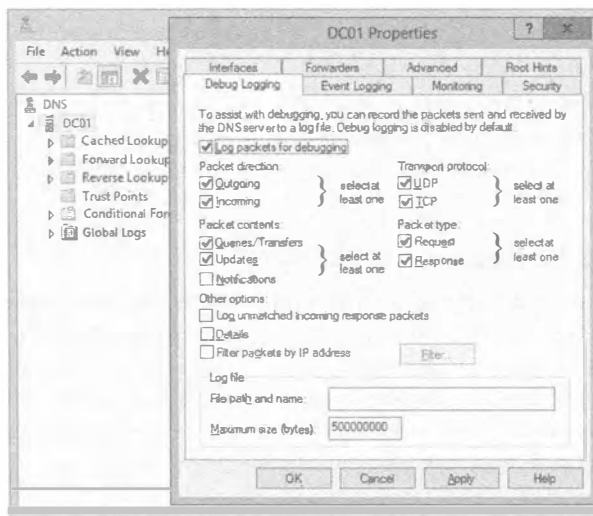 DC01 Properties
? ×
File Action View He
DNS
DC01
Cached Lookup
Forward Lookup
Reverse Lookup
Trust Points
Conditional For
Global Logs
Interfaces Forwarders Advanced Root Hints
Debug Logging Event Logging Monitoring Security
To assist with debugging, you can record the packets sent and received by
the DNS server to a log file. Debug logging is disabled by default.
Log packets for debugging
Packet direction: Transport protocol:
Outgoing UDP
select at select at
Incoming least one TCP least one
Packet contents: Packet type:
Queries/Transfers Request
select at
Updates select at Response least one
least one
Notifications
Other options:
Log unmatched incoming response packets
Details
Filter packets by IP address Filter...
Log file
File path and name:
Maximum size (bytes): 500000000
OK Cancel Apply Help